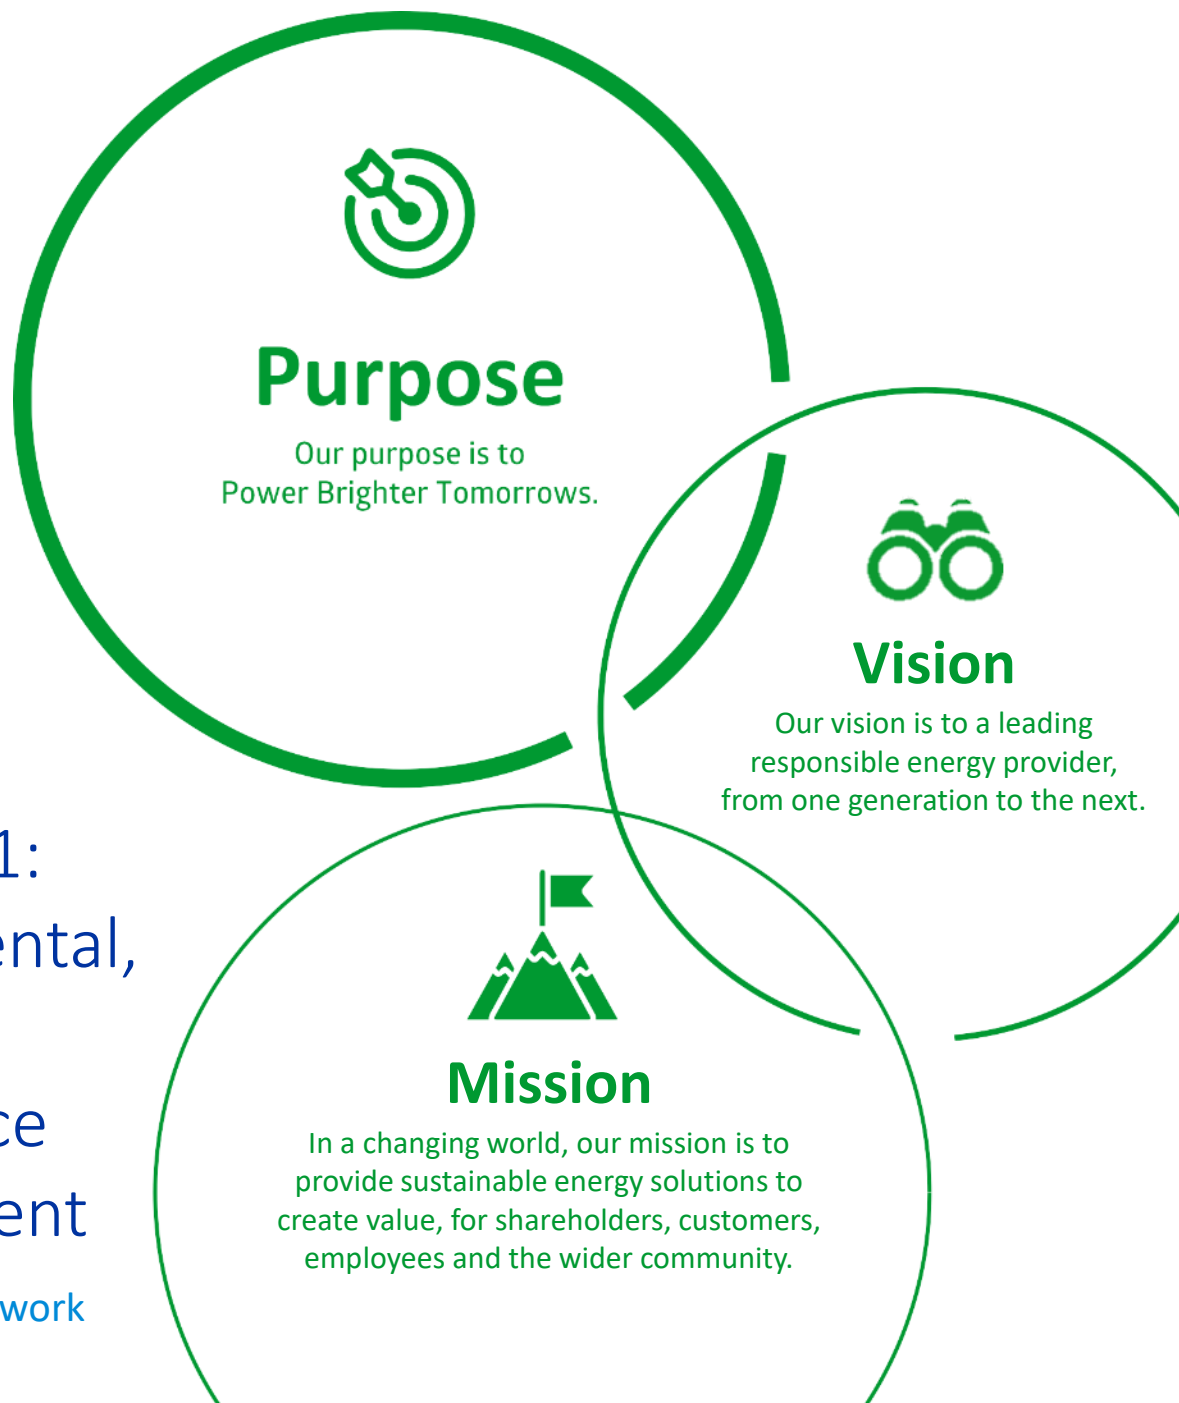 Purpose
Our purpose is to
Power Brighter Tomorrows.
Vision
Our vision is to a leading
responsible energy provider,
from one generation to the next.
1:
ental,
ce
ent
work
Mission
In a changing world, our mission is to
provide sustainable energy solutions to
create value, for shareholders, customers,
employees and the wider community.